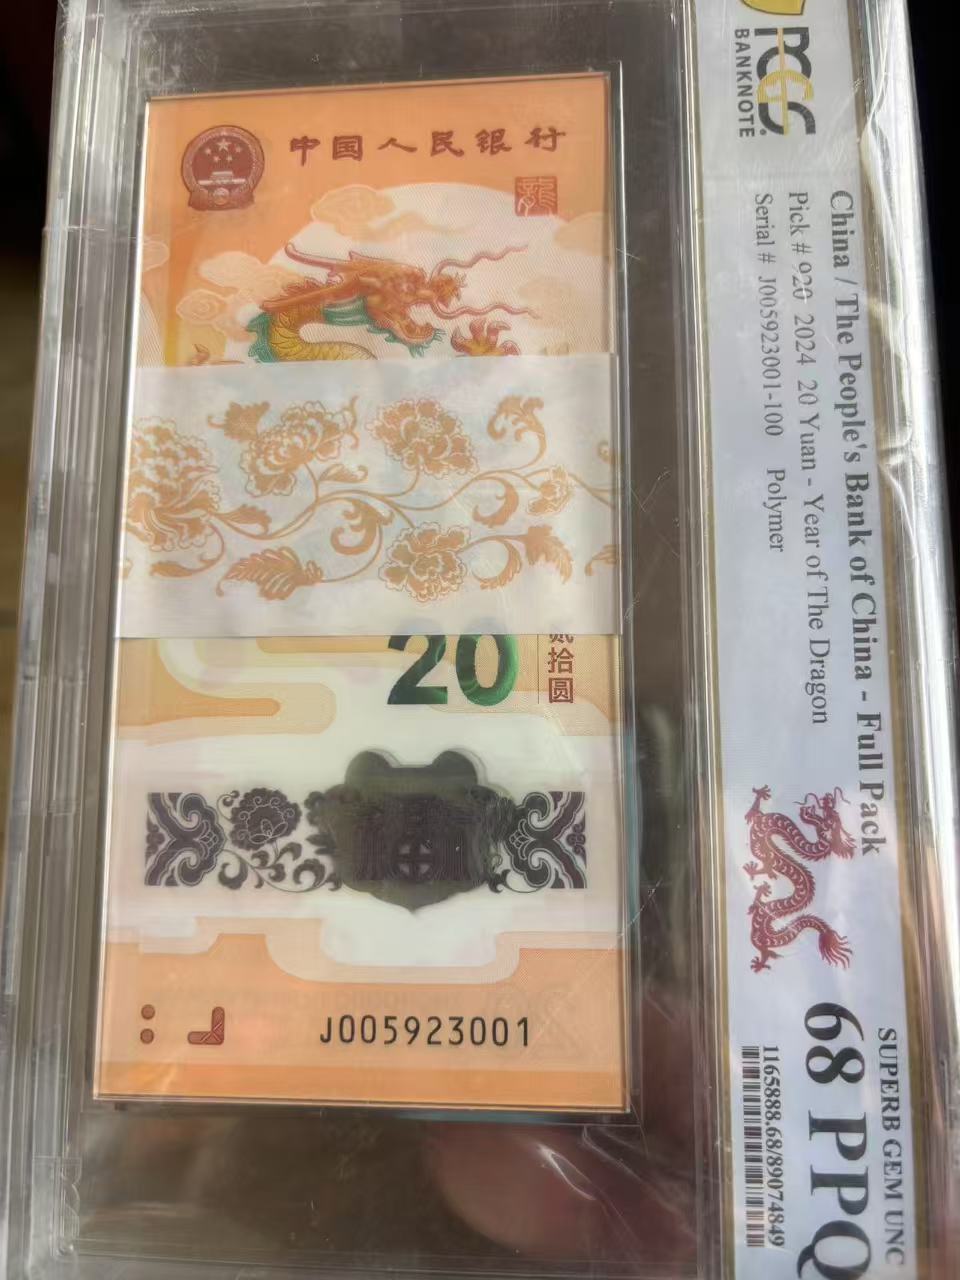 中国人民银行
龍
20
贰拾圆
J005923001
PCGS
BANKNOTE
China / The People's Bank of China - Full Pack
Pick # 920 2024 20 Yuan - Year of The Dragon
Serial # J005923001-100 Polymer
SUPERB GEM UNC
68 PPQ
1165888.68/89074849